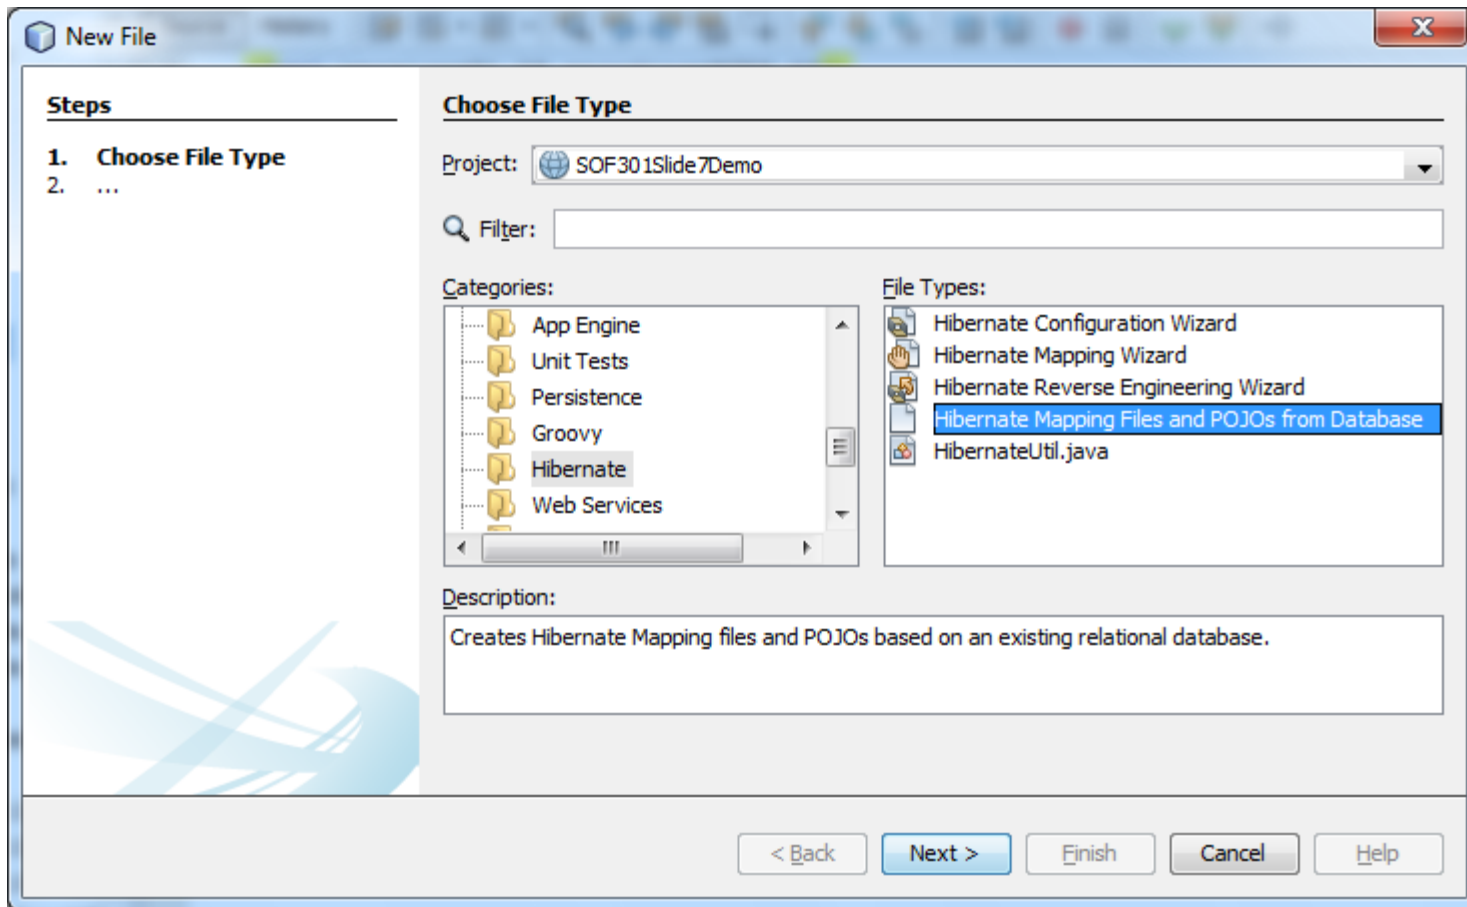 New File
Steps
1. Choose File Type
2. ...
Choose File Type
Project: SOF301Slide7Demo
Filter:
Categories:
App Engine
Unit Tests
Persistence
Groovy
Hibernate
Web Services
File Types:
Hibernate Configuration Wizard
Hibernate Mapping Wizard
Hibernate Reverse Engineering Wizard
Hibernate Mapping Files and POJOs from Database
HibernateUtil.java
Description:
Creates Hibernate Mapping files and POJOs based on an existing relational database.
< Back Next > Finish Cancel Help